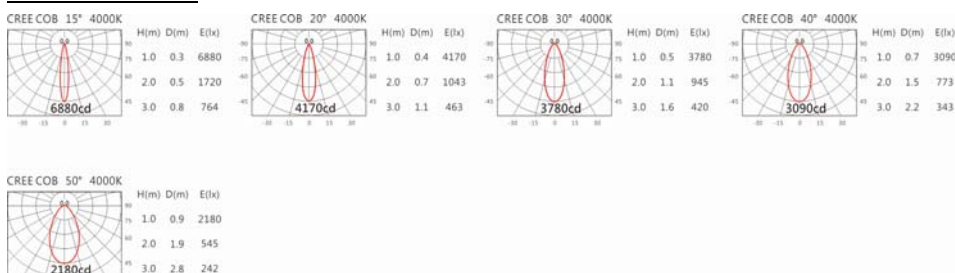 CREE COB 15° 4000K
H(m) D(m) E(lx)
1.0 0.3 6880
2.0 0.5 1720
3.0 0.8 764
6880cd
CREE COB 20° 4000K
H(m) D(m) E(lx)
1.0 0.4 4170
2.0 0.7 1043
3.0 1.1 463
4170cd
CREE COB 30° 4000K
H(m) D(m) E(lx)
1.0 0.5 3780
2.0 1.1 945
3.0 1.6 420
3780cd
CREE COB 40° 4000K
H(m) D(m) E(lx)
1.0 0.7 3090
2.0 1.5 773
3.0 2.2 343
3090cd
CREE COB 50° 4000K
H(m) D(m) E(lx)
1.0 0.9 2180
2.0 1.9 545
3.0 2.8 242
2180cd